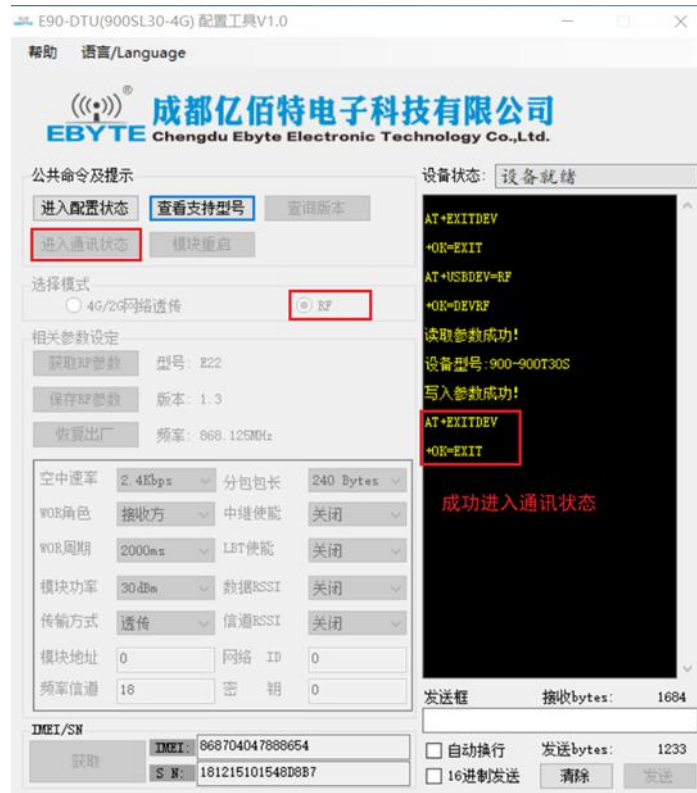 E90-DTU(900SL30-4G) 配置工具V1.0
帮助 语言/Language
EBYTE ® 成都亿佰特电子科技有限公司
Chengdu Ebyte Electronic Technology Co.,Ltd.
公共命令及提示
进入配置状态 查看支持型号 查询版本
进入通讯状态 模块重启
选择模式
4G/2G网络透传 RF
相关参数设定
获取RF参数 型号: E22
保存RF参数 版本: 1.3
恢复出厂 频率: 868.125MHz
空中速率 2.4Kbps 分包包长 240 Bytes
WOR角色 接收方 中继使能 关闭
WOR周期 2000ms LBT使能 关闭
模块功率 30dBm 数据RSSI 关闭
传输方式 透传 信道RSSI 关闭
模块地址 0 网络 ID 0
频率信道 18 密 钥 0
IMEI/SN
获取 IMEI: 868704047888654
S N: 181215101548D8B7
设备状态: 设备就绪
AT+EXITDEV
+OK=EXIT
AT+USBDEV=RF
+OK=DEVRF
读取参数成功!
设备型号:900-900T30S
写入参数成功!
AT+EXITDEV
+OK=EXIT
成功进入通讯状态
发送框 接收bytes: 1684
自动换行 发送bytes: 1233
16进制发送 清除 发送